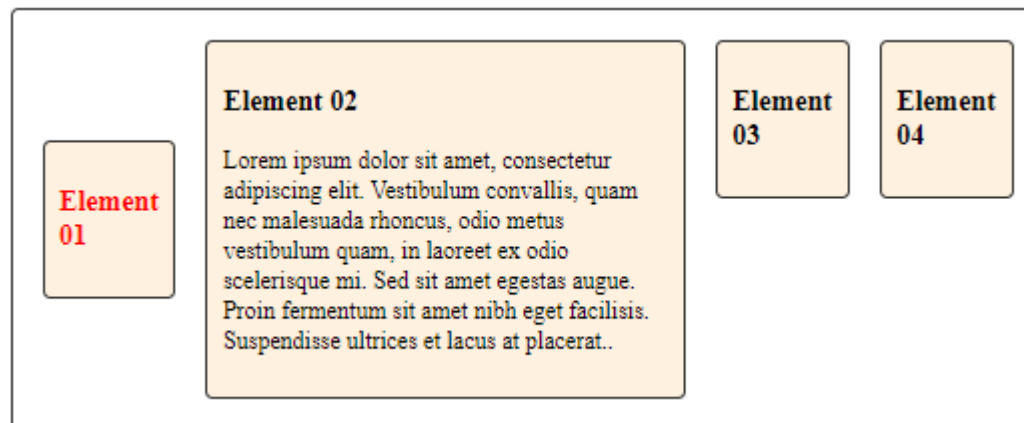 Element
01
Element 02
Lorem ipsum dolor sit amet, consectetur
adipiscing elit. Vestibulum convallis, quam
nec malesuada rhoncus, odio metus
vestibulum quam, in laoreet ex odio
scelerisque mi. Sed sit amet egestas augue.
Proin fermentum sit amet nibh eget facilisis.
Suspendisse ultrices et lacus at placerat..
Element
03
Element
04